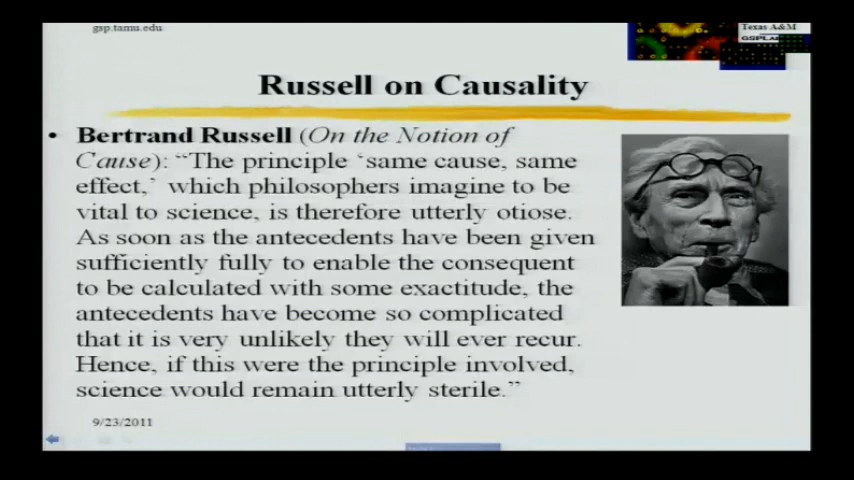 gsp.tamu.edu
Texas A&M
Russell on Causality
• Bertrand Russell (On the Notion of
Cause): “The principle ‘same cause, same
effect,’ which philosophers imagine to be
vital to science, is therefore utterly otiose.
As soon as the antecedents have been given
sufficiently fully to enable the consequent
to be calculated with some exactitude, the
antecedents have become so complicated
that it is very unlikely they will ever recur.
Hence, if this were the principle involved,
science would remain utterly sterile.”
9/23/2011